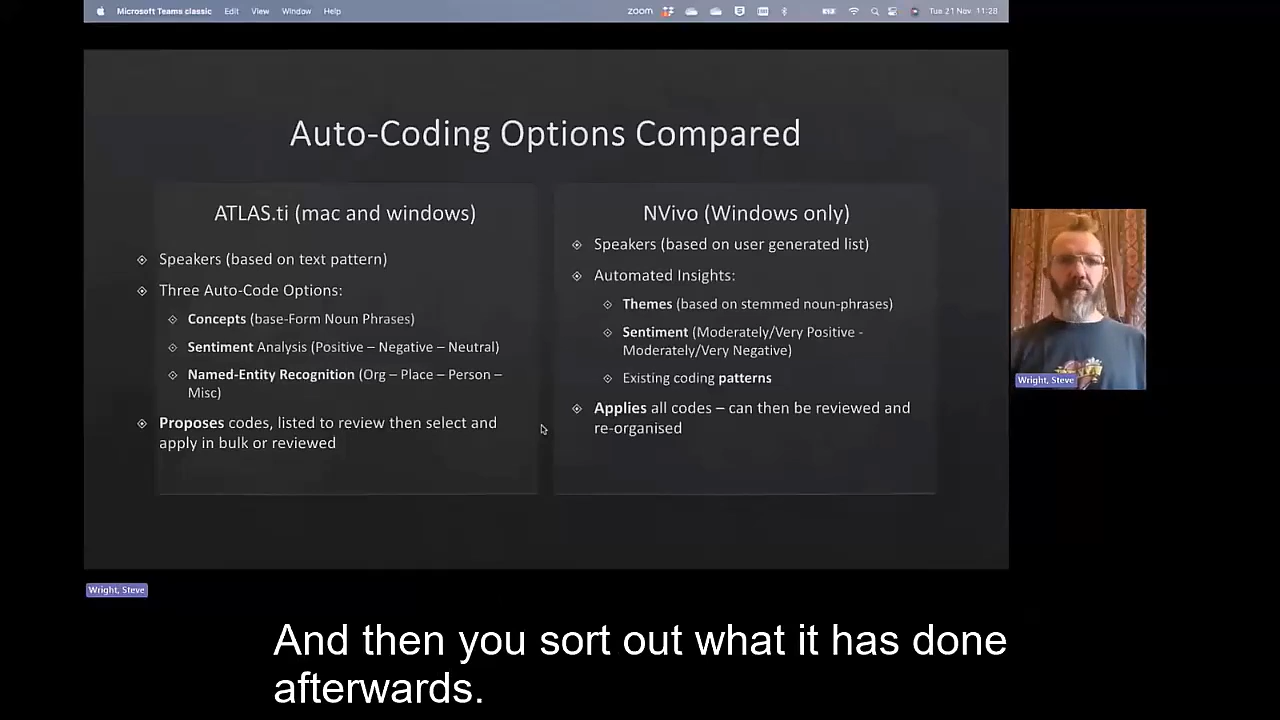 Microsoft Teams classic Edit View Window Help zoom Tue 21 Nov 11:28
Auto-Coding Options Compared
ATLAS.ti (mac and windows)
Speakers (based on text pattern)
Three Auto-Code Options:
Concepts (base-Form Noun Phrases)
Sentiment Analysis (Positive – Negative – Neutral)
Named-Entity Recognition (Org – Place – Person –
Misc)
Proposes codes, listed to review then select and
apply in bulk or reviewed
NVivo (Windows only)
Speakers (based on user generated list)
Automated Insights:
Themes (based on stemmed noun-phrases)
Sentiment (Moderately/Very Positive -
Moderately/Very Negative)
Existing coding patterns
Applies all codes – can then be reviewed and
re-organised
Wright, Steve
Wright, Steve
And then you sort out what it has done
afterwards.